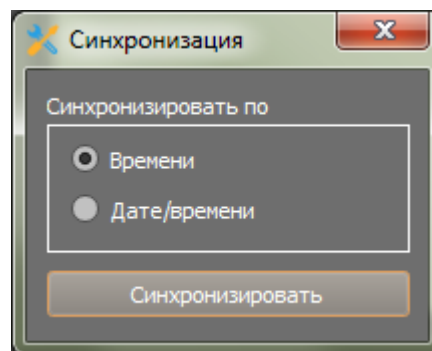 Синхронизация
Синхронизировать по
Времени
Дате/времени
Синхронизировать